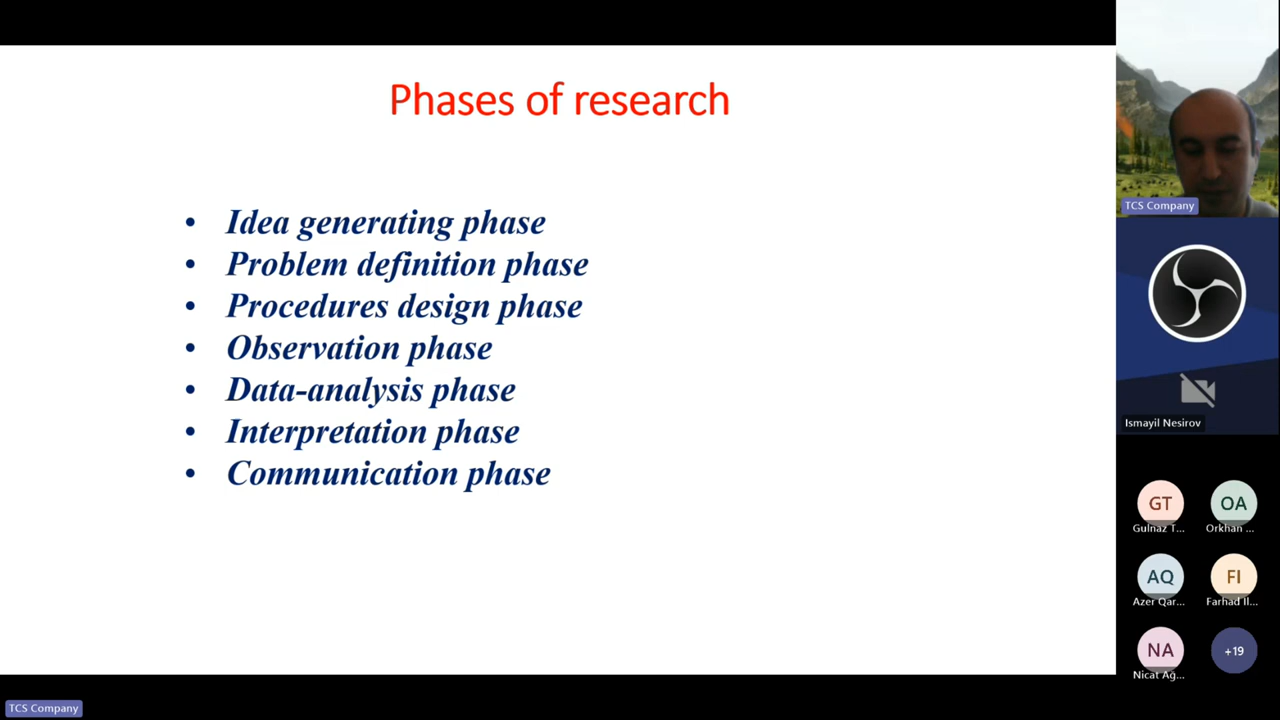 Phases of research
• Idea generating phase
• Problem definition phase
• Procedures design phase
• Observation phase
• Data-analysis phase
• Interpretation phase
• Communication phase
TCS Company
Ismayil Nesirov
GT
Gulnaz T...
OA
Orkhan ...
AQ
Azer Qar...
FI
Farhad Il...
NA
Nicat Ağ...
+19
TCS Company